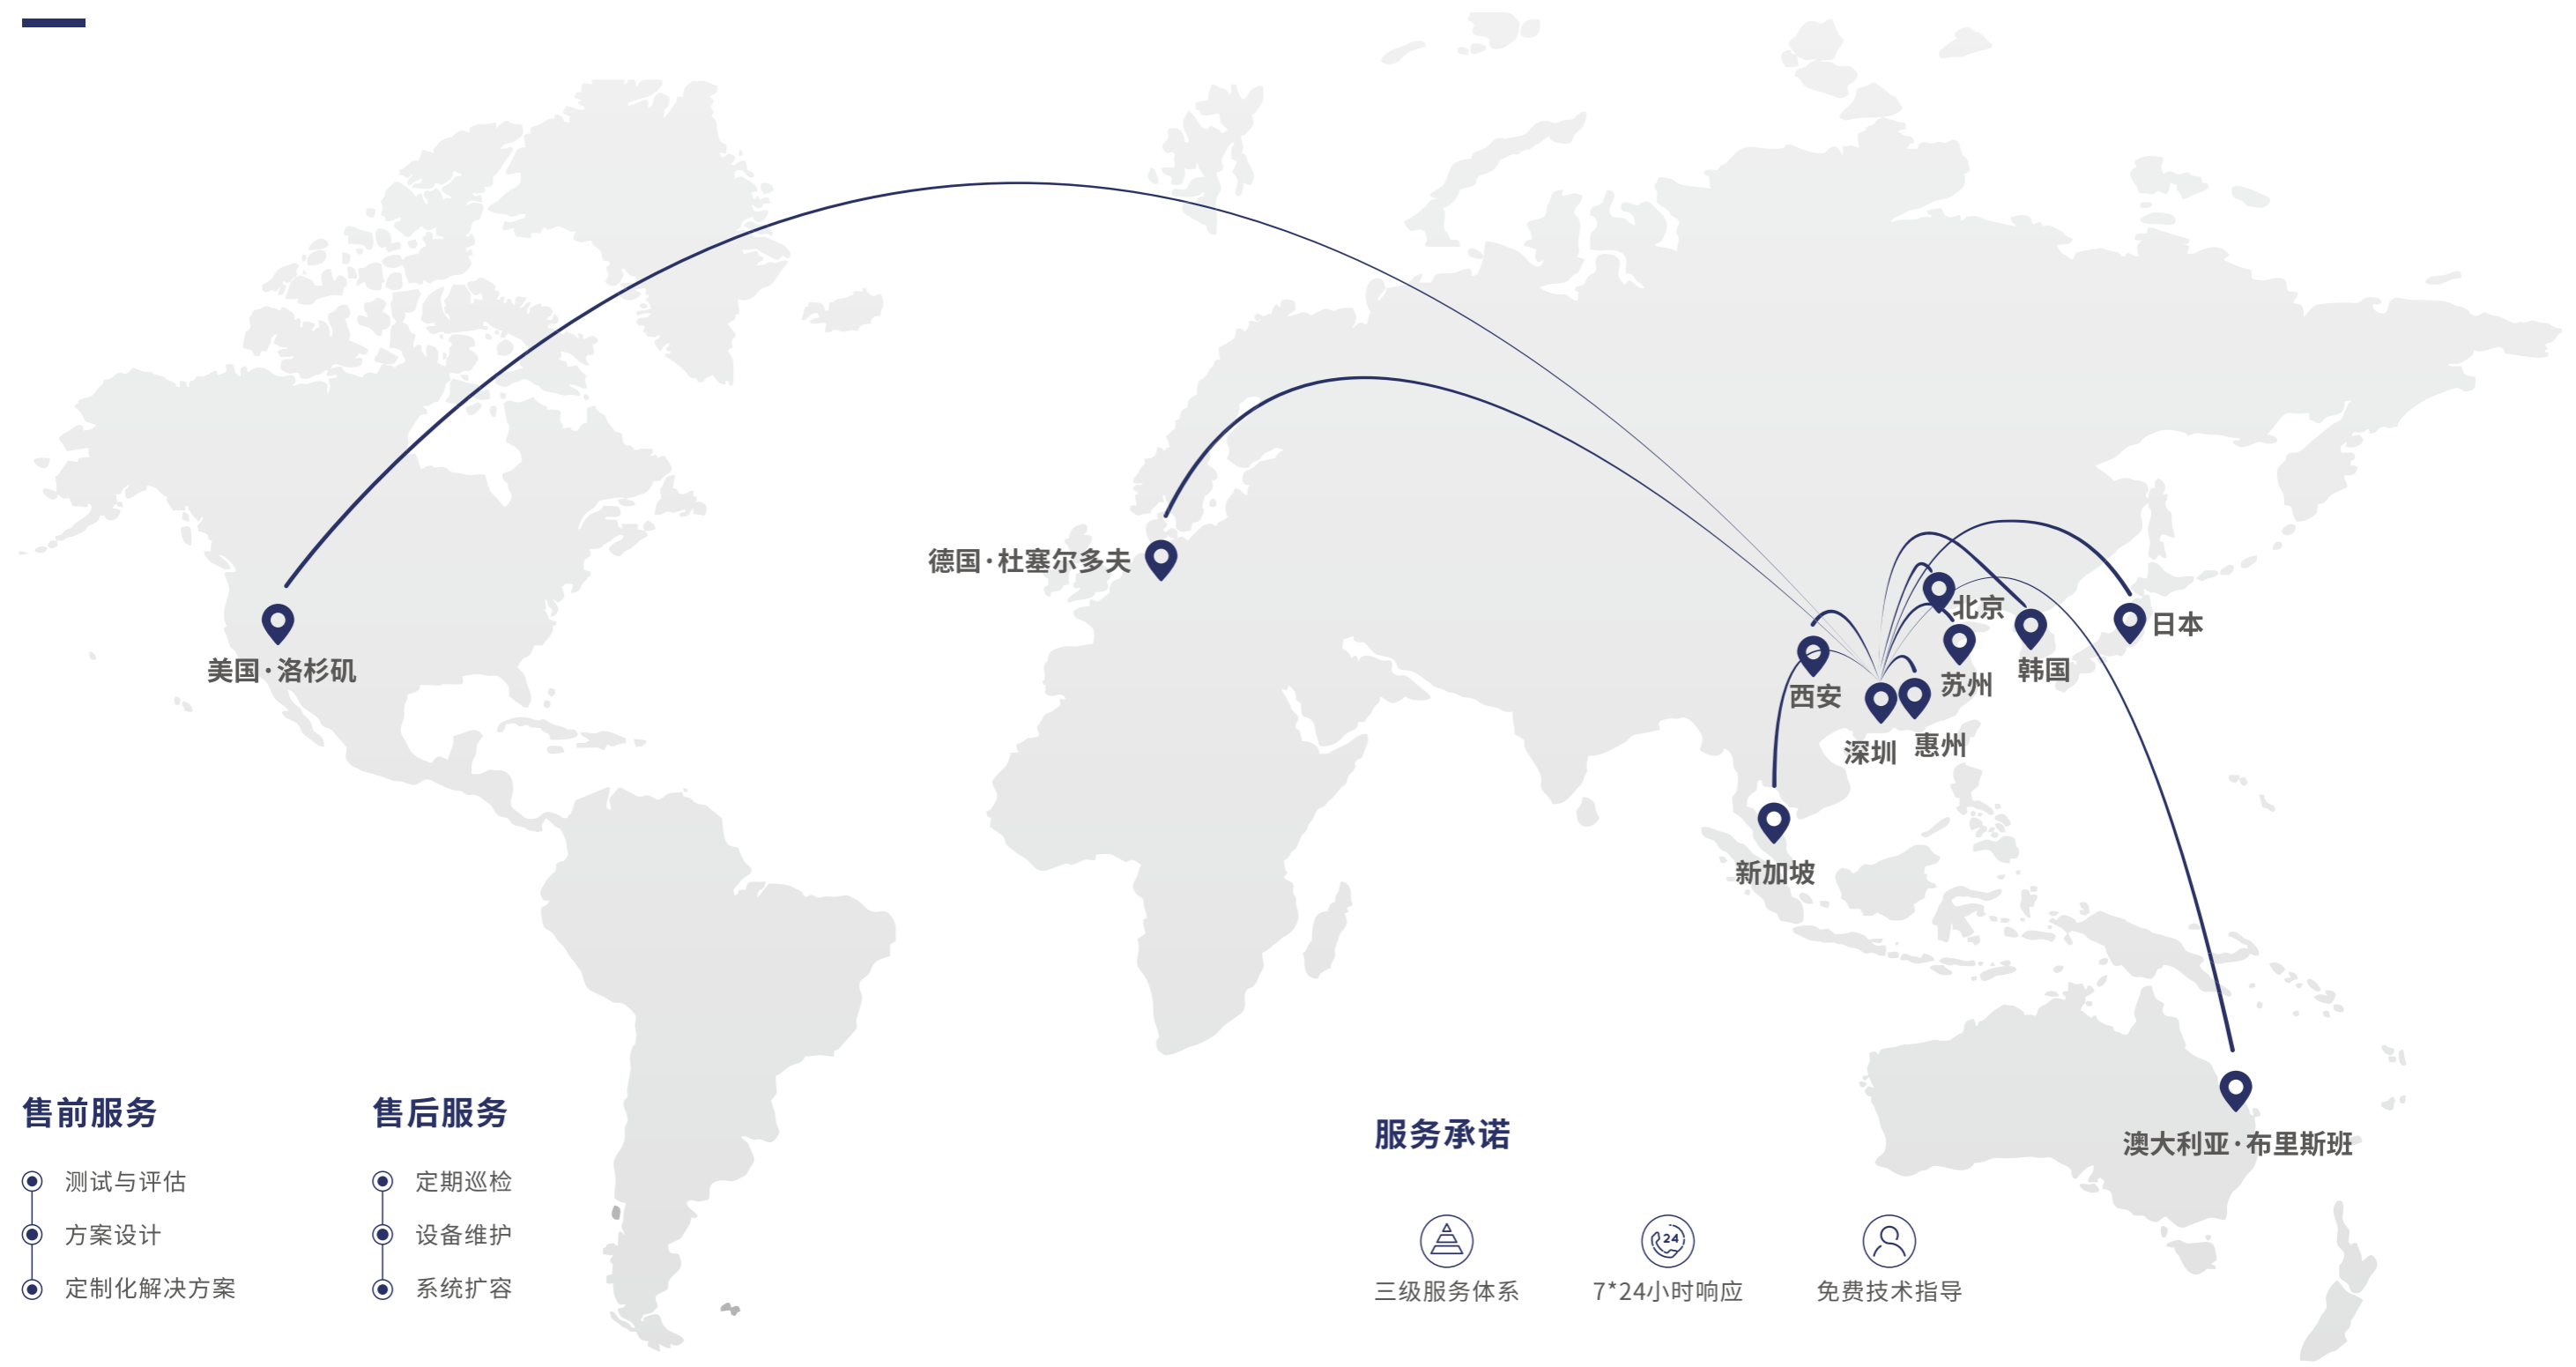 德国·杜塞尔多夫
美国·洛杉矶
北京
日本
韩国
苏州
西安
惠州
深圳
新加坡
澳大利亚·布里斯班
售前服务
测试与评估
方案设计
定制化解决方案
售后服务
定期巡检
设备维护
系统扩容
服务承诺
三级服务体系
24
7*24小时响应
免费技术指导